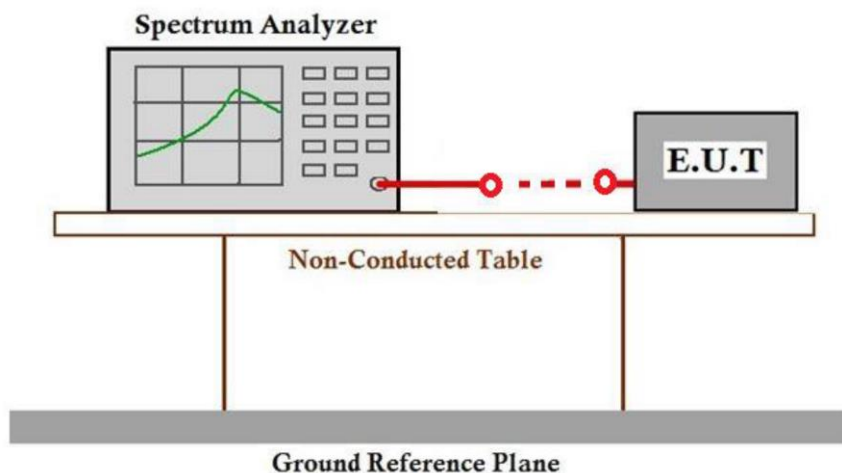 Spectrum Analyzer
E.U.T
Non-Conducted Table
Ground Reference Plane